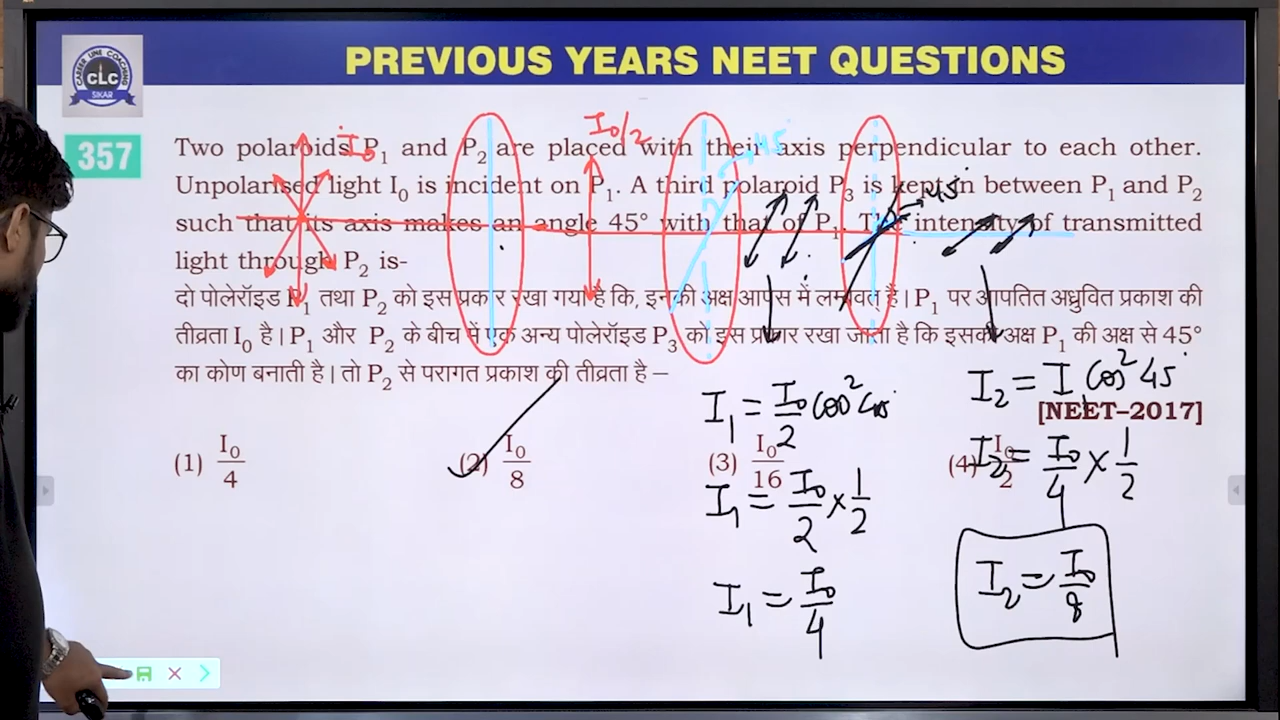 PREVIOUS YEARS NEET QUESTIONS
CAREER LINE COACHING
CLC
SIKAR
357
Two polaroids P₁ and P₂ are placed with their axis perpendicular to each other.
Unpolarised light I₀ is incident on P₁. A third polaroid P₃ is kept in between P₁ and P₂
such that its axis makes an angle 45° with that of P₁. The intensity of transmitted
light through P₂ is-
दो पोलेरॉइड P₁ तथा P₂ को इस प्रकार रखा गया है कि, इनकी अक्ष आपस में लम्बवत् है। P₁ पर आपतित अध्रुवित प्रकाश की
तीव्रता I₀ है। P₁ और P₂ के बीच में एक अन्य पोलेरॉइड P₃ को इस प्रकार रखा जाता है कि इसकी अक्ष P₁ की अक्ष से 45°
का कोण बनाती है। तो P₂ से परागत प्रकाश की तीव्रता है –
[NEET–2017]
(1) I₀/4 (2) I₀/8 (3) I₀/16 (4) I₀/2
I₀
I₀/2
45°
45°
I₁ = I₀/2 cos² 45°
I₁ = I₀/2 × 1/2
I₁ = I₀/4
I₂ = I₁ cos² 45°
I₂ = I₀/4 × 1/2
I₂ = I₀/8